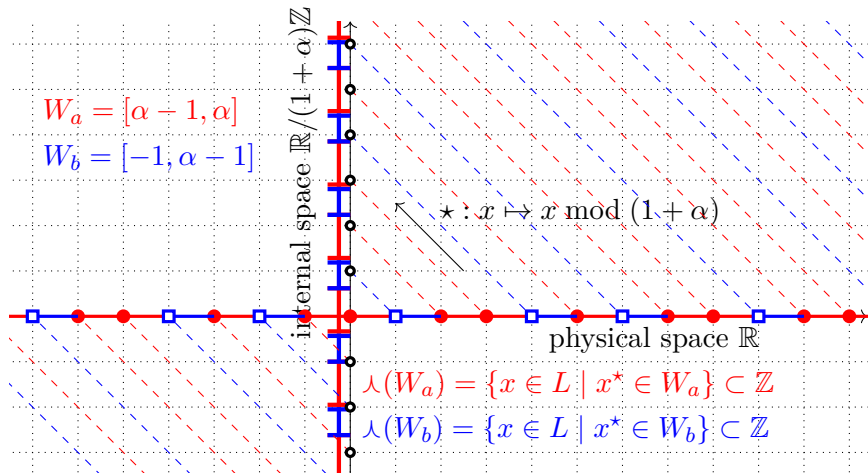 W_a = [α − 1, α]
W_b = [−1, α − 1]
internal space ℝ/(1 + α)ℤ
⋆ : x ↦ x mod (1 + α)
physical space ℝ
⋏(W_a) = {x ∈ L | x^⋆ ∈ W_a} ⊂ ℤ
⋏(W_b) = {x ∈ L | x^⋆ ∈ W_b} ⊂ ℤ